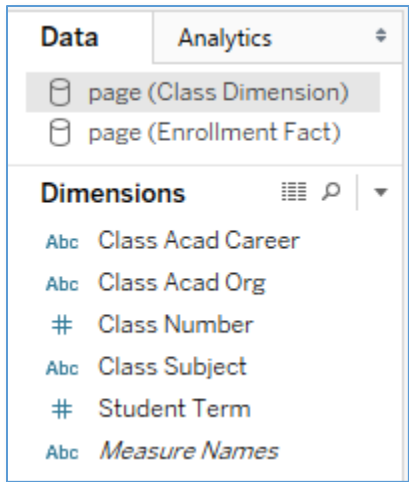 Data Analytics
page (Class Dimension)
page (Enrollment Fact)
Dimensions
Abc Class Acad Career
Abc Class Acad Org
# Class Number
Abc Class Subject
# Student Term
Abc Measure Names